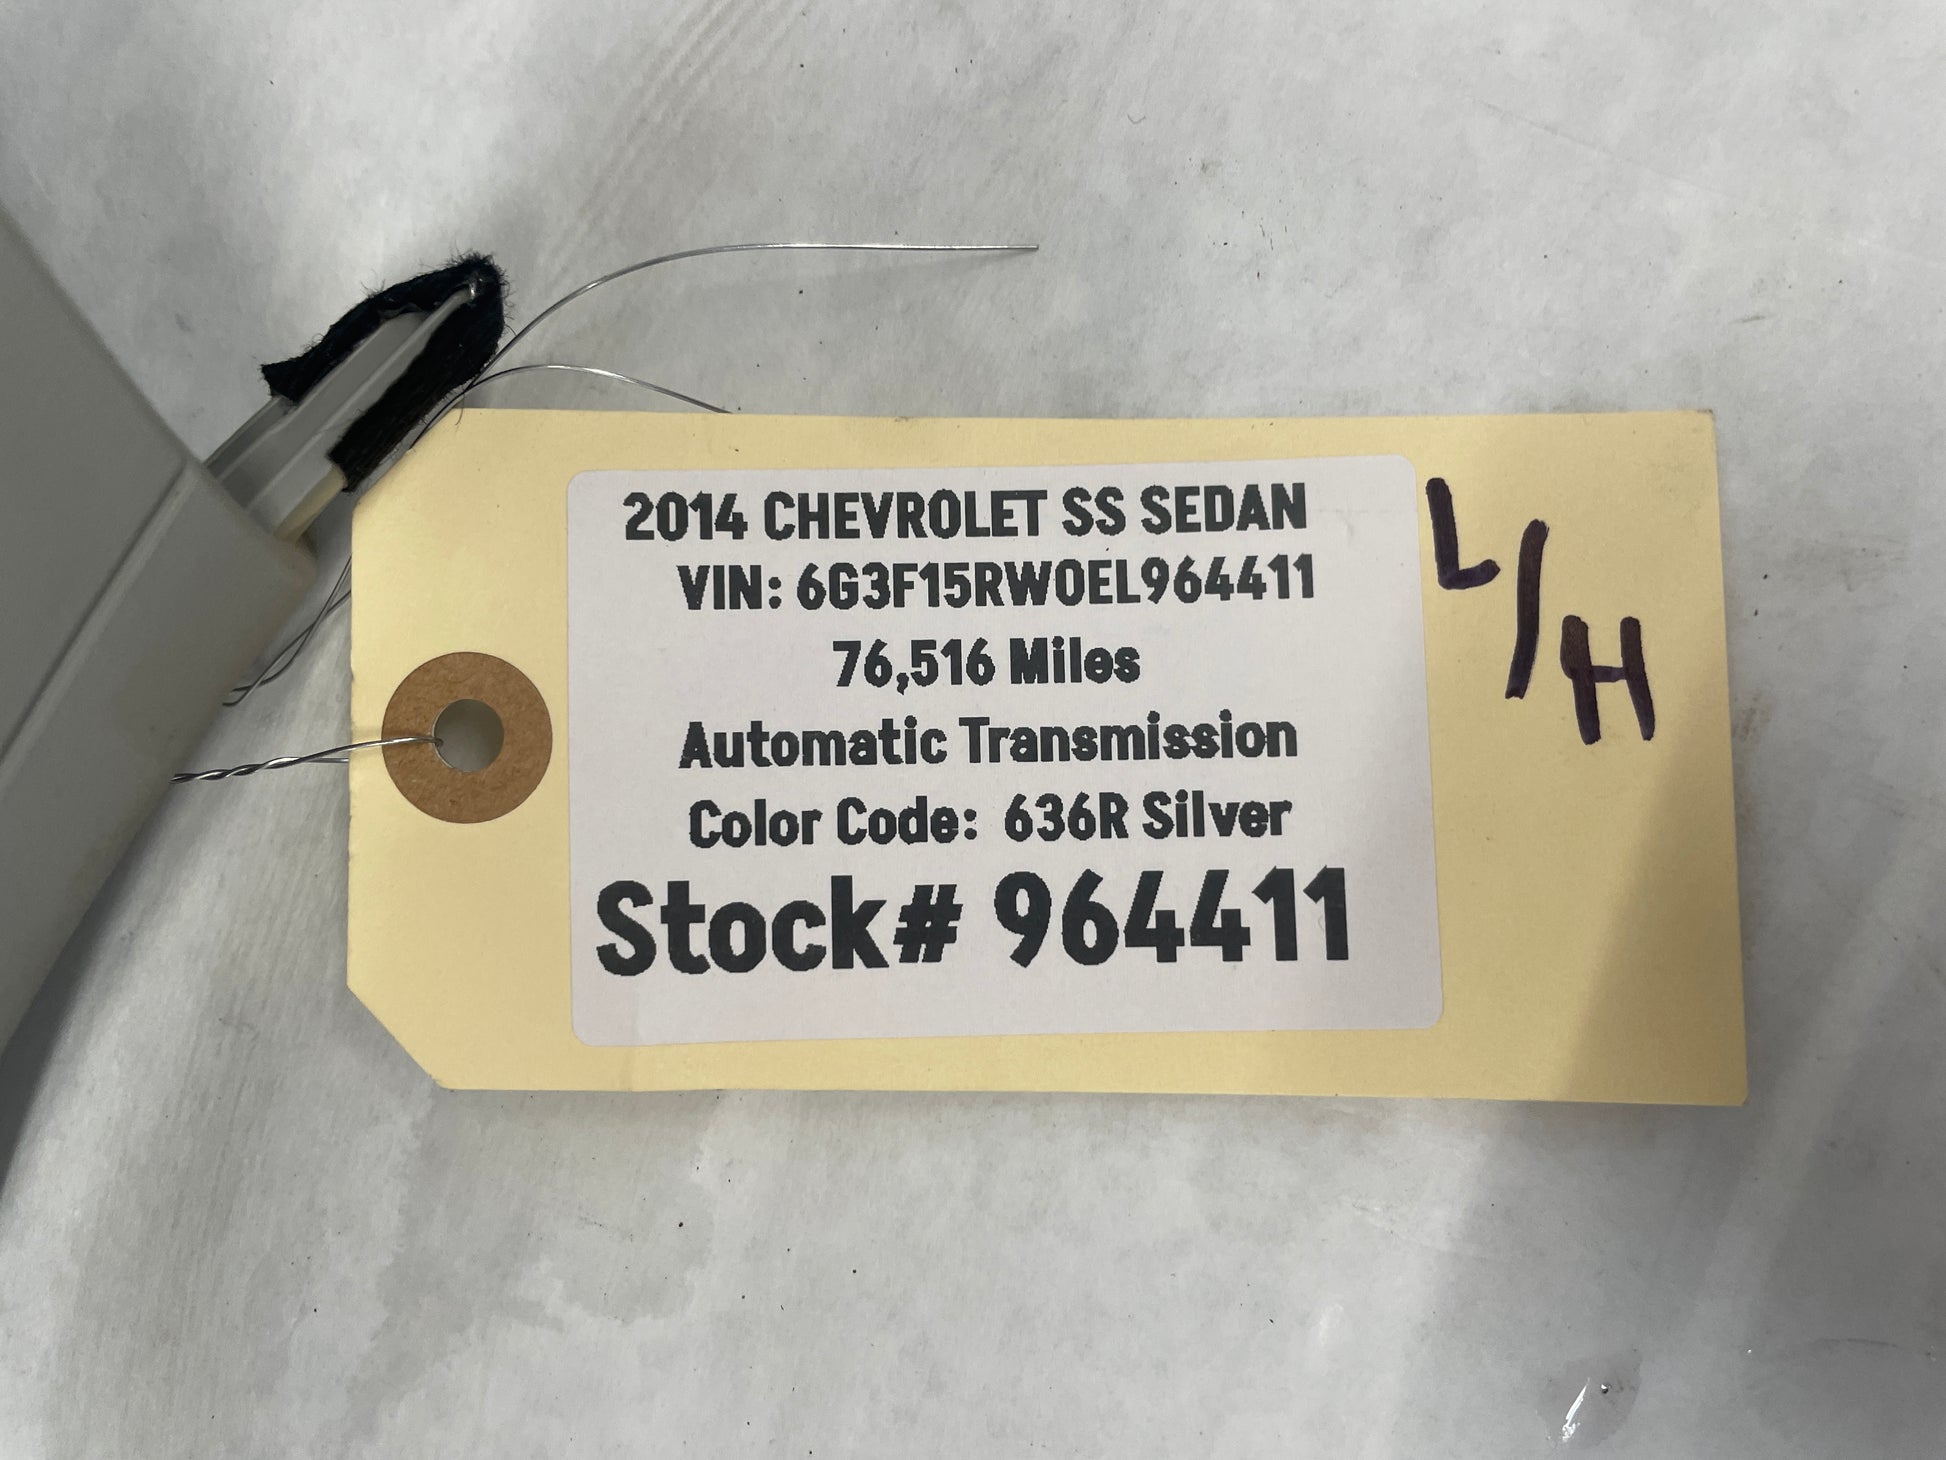 2014 CHEVROLET SS SEDAN
VIN: 6G3F15RW0EL964411
76,516 Miles
Automatic Transmission
Color Code: 636R Silver
Stock# 964411
L/H